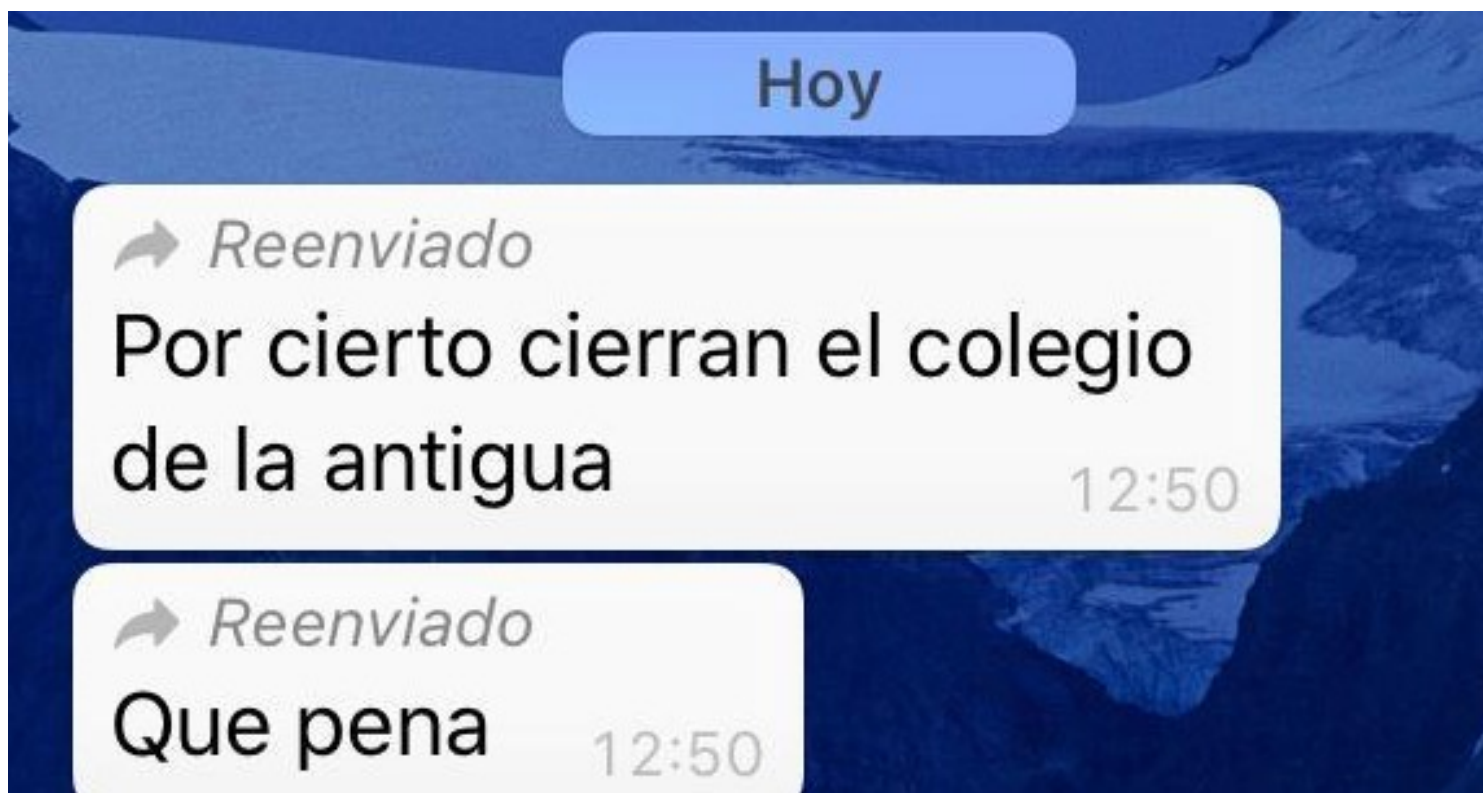 Hoy
Reenviado
Por cierto cierran el colegio
de la antigua
12:50
Reenviado
Que pena
12:50